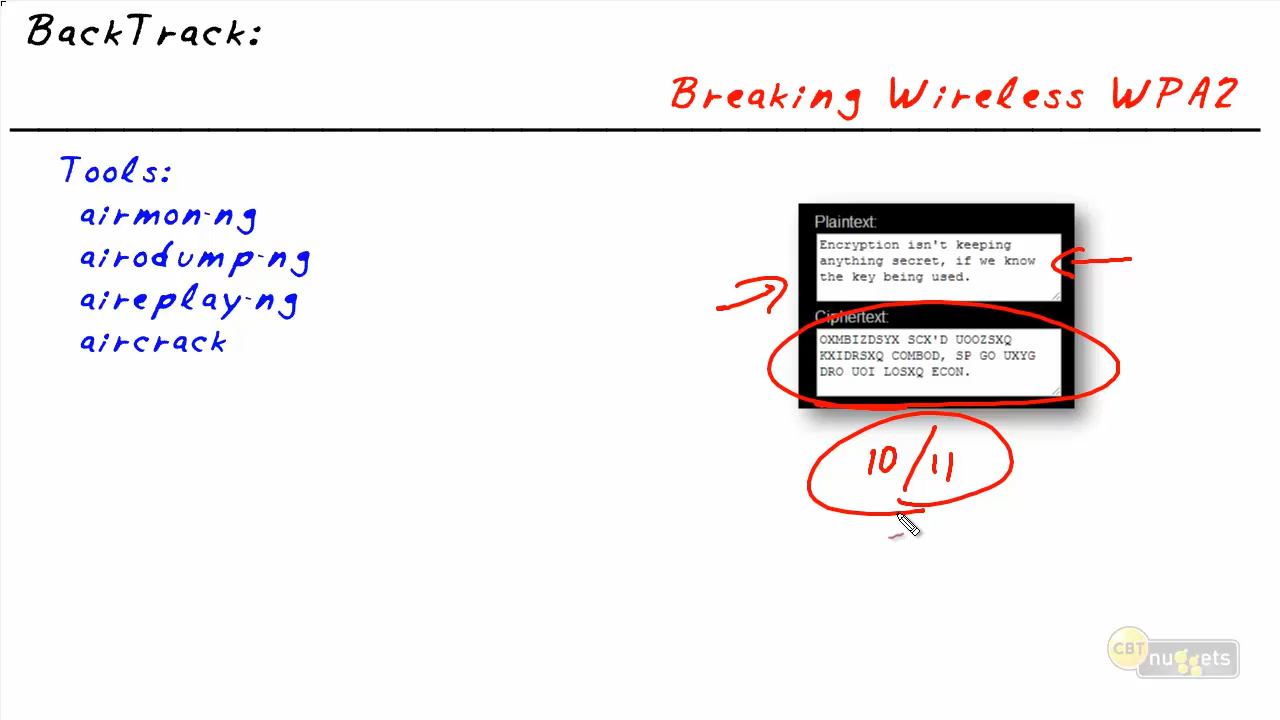 BackTrack:
Breaking Wireless WPA2
Tools:
airmon-ng
airodump-ng
aireplay-ng
aircrack
Plaintext:
Encryption isn't keeping
anything secret, if we know
the key being used.
Ciphertext:
OXMBIZDSYX SCX'D UOOZSXQ
KXIDRSXQ COMBOD, SP GO UXYG
DRO UOI LOSXQ ECON.
10/11
CBT
nuggets